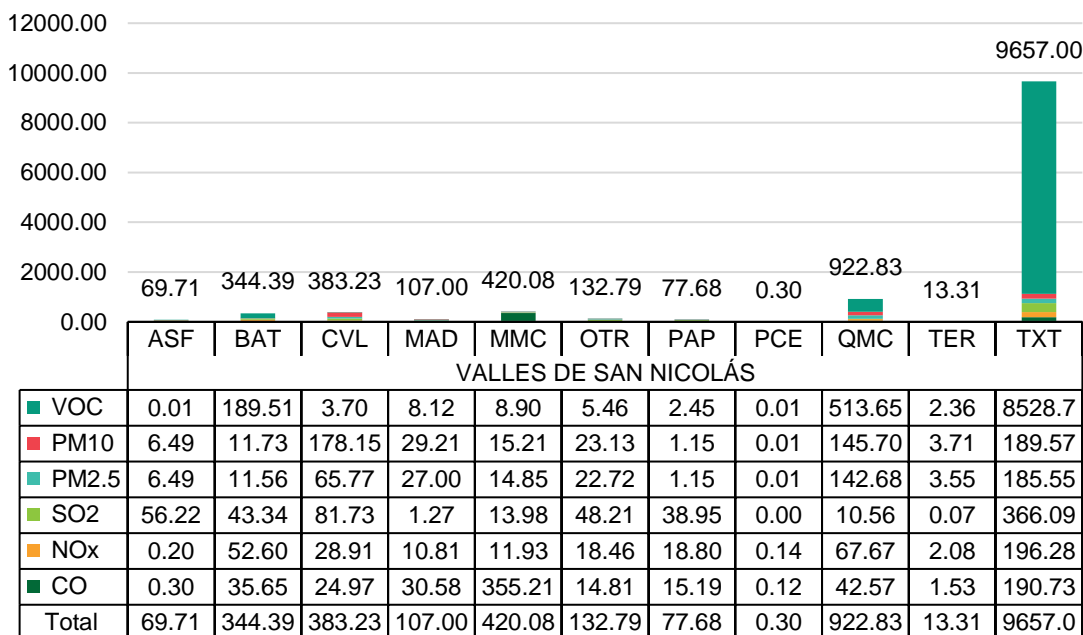 12000.00
10000.00
8000.00
6000.00
4000.00
2000.00
0.00
69.71 344.39 383.23 107.00 420.08 132.79 77.68 0.30 922.83 13.31 9657.00
ASF BAT CVL MAD MMC OTR PAP PCE QMC TER TXT
VALLES DE SAN NICOLÁS
VOC 0.01 189.51 3.70 8.12 8.90 5.46 2.45 0.01 513.65 2.36 8528.7
PM10 6.49 11.73 178.15 29.21 15.21 23.13 1.15 0.01 145.70 3.71 189.57
PM2.5 6.49 11.56 65.77 27.00 14.85 22.72 1.15 0.01 142.68 3.55 185.55
SO2 56.22 43.34 81.73 1.27 13.98 48.21 38.95 0.00 10.56 0.07 366.09
NOx 0.20 52.60 28.91 10.81 11.93 18.46 18.80 0.14 67.67 2.08 196.28
CO 0.30 35.65 24.97 30.58 355.21 14.81 15.19 0.12 42.57 1.53 190.73
Total 69.71 344.39 383.23 107.00 420.08 132.79 77.68 0.30 922.83 13.31 9657.0